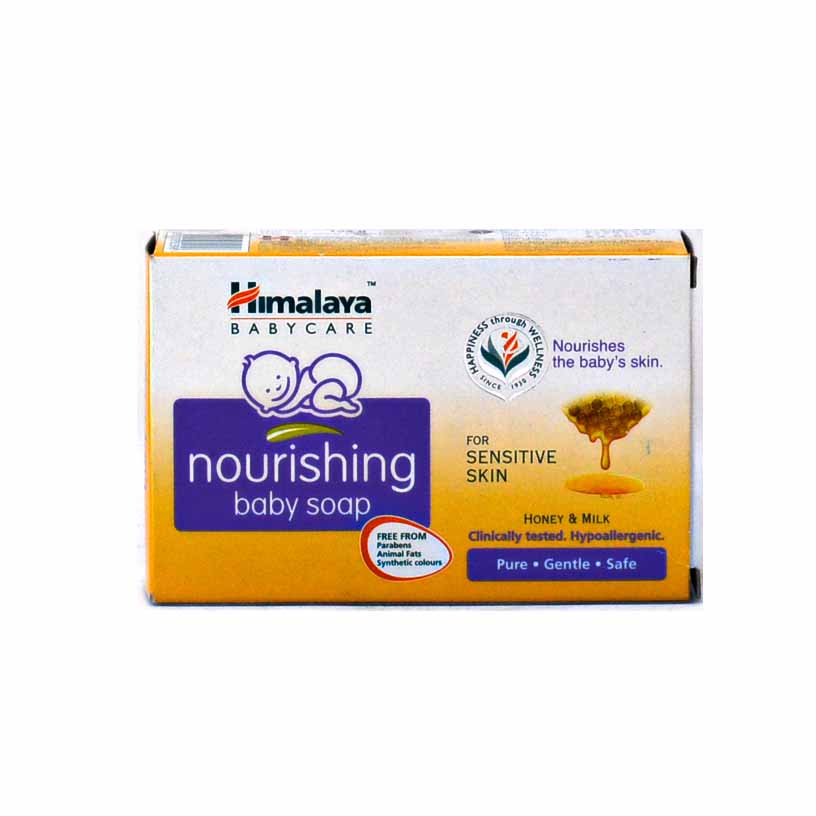 Himalaya™
BABYCARE
nourishing
baby soap
FREE FROM
Parabens
Animal Fats
Synthetic colours
HAPPINESS through WELLNESS
SINCE 1930
Nourishes
the baby's skin.
FOR
SENSITIVE
SKIN
HONEY & MILK
Clinically tested. Hypoallergenic.
Pure • Gentle • Safe